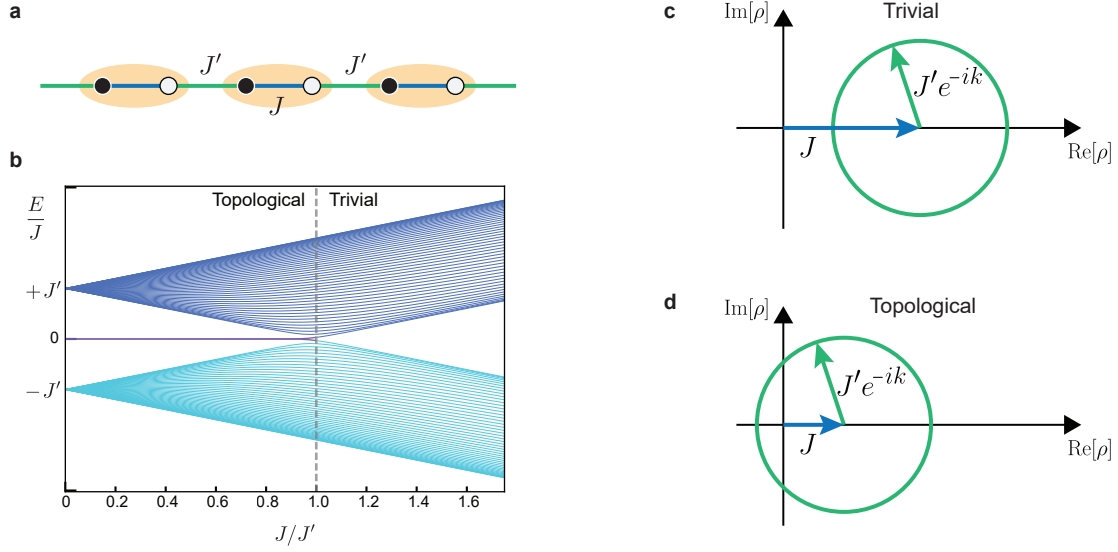 a
J′ J′
J
b
Topological Trivial
E/J
+J′
0
−J′
0 0.2 0.4 0.6 0.8 1.0 1.2 1.4 1.6
J/J′
c
Im[ρ] Trivial
J′e^{-ik}
J
Re[ρ]
d
Im[ρ] Topological
J′e^{-ik}
J
Re[ρ]